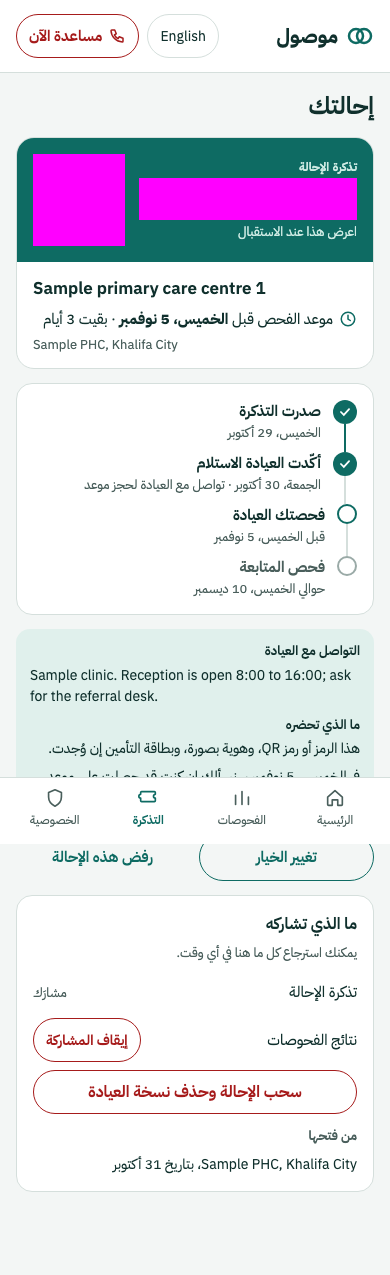 موصول
English
مساعدة الآن
إحالتك
تذكرة الإحالة
اعرض هذا عند الاستقبال
Sample primary care centre 1
موعد الفحص قبل الخميس، 5 نوفمبر · بقيت 3 أيام
Sample PHC, Khalifa City
صدرت التذكرة
الخميس، 29 أكتوبر
أكّدت العيادة الاستلام
الجمعة، 30 أكتوبر · تواصل مع العيادة لحجز موعد
فحصتك العيادة
قبل الخميس، 5 نوفمبر
فحص المتابعة
حوالي الخميس، 10 ديسمبر
التواصل مع العيادة
Sample clinic. Reception is open 8:00 to 16:00; ask
for the referral desk.
ما الذي تحضره
هذا الرمز أو رمز QR، وهوية بصورة، وبطاقة التأمين إن وُجدت.
الرئيسية
الفحوصات
التذكرة
الخصوصية
تغيير الخيار
رفض هذه الإحالة
ما الذي تشاركه
يمكنك استرجاع كل ما هنا في أي وقت.
تذكرة الإحالة
مشارَك
نتائج الفحوصات
إيقاف المشاركة
سحب الإحالة وحذف نسخة العيادة
من فتحها
Sample PHC, Khalifa City، بتاريخ 31 أكتوبر